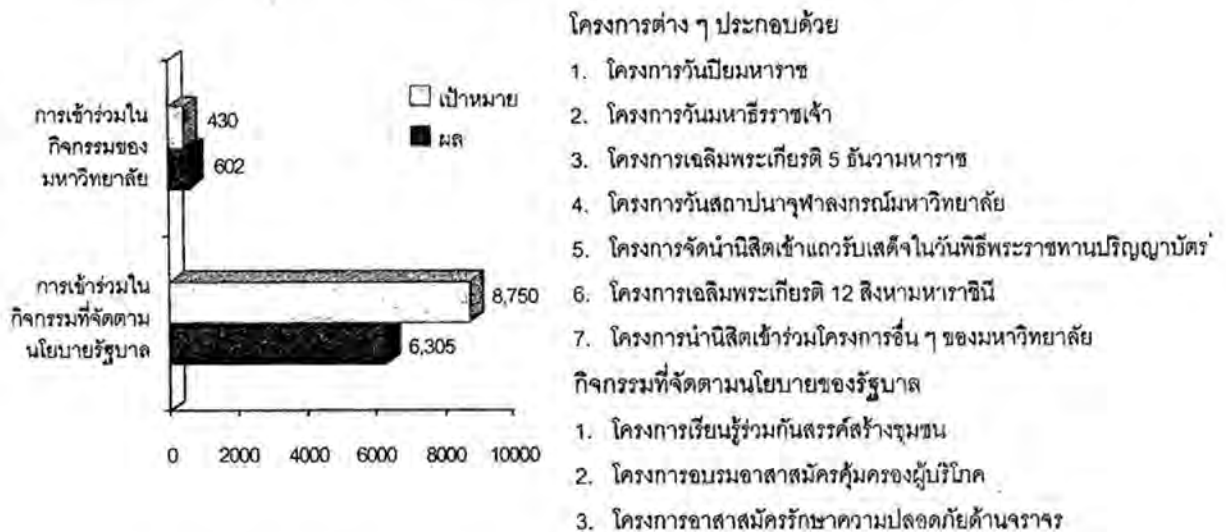 การเข้าร่วมใน
กิจกรรมของ
มหาวิทยาลัย
430
602
เป้าหมาย
ผล
การเข้าร่วมใน
กิจกรรมที่จัดตาม
นโยบายรัฐบาล
8,750
6,305
0 2000 4000 6000 8000 10000
โครงการต่าง ๆ ประกอบด้วย
1. โครงการวันปิยมหาราช
2. โครงการวันมหาธีรราชเจ้า
3. โครงการเฉลิมพระเกียรติ 5 ธันวามหาราช
4. โครงการวันสถาปนาจุฬาลงกรณ์มหาวิทยาลัย
5. โครงการจัดนำนิสิตเข้าแถวรับเสด็จในวันพิธีพระราชทานปริญญาบัตร
6. โครงการเฉลิมพระเกียรติ 12 สิงหามหาราชินี
7. โครงการนำนิสิตเข้าร่วมโครงการอื่น ๆ ของมหาวิทยาลัย
กิจกรรมที่จัดตามนโยบายของรัฐบาล
1. โครงการเรียนรู้ร่วมกันสรรค์สร้างชุมชน
2. โครงการอบรมอาสาสมัครคุ้มครองผู้บริโภค
3. โครงการอาสาสมัครรักษาความปลอดภัยด้านจราจร